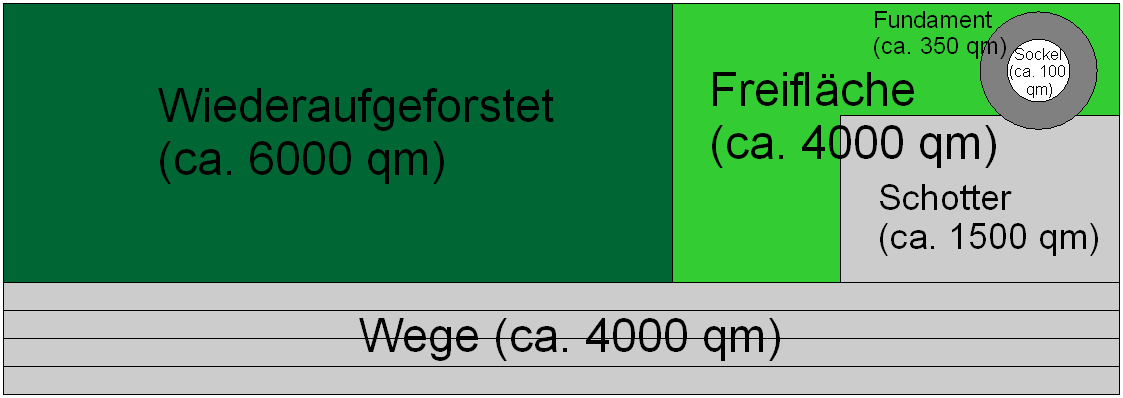 Wiederaufgeforstet
(ca. 6000 qm)
Freifläche
(ca. 4000 qm)
Fundament
(ca. 350 qm)
Sockel
(ca. 100
qm)
Schotter
(ca. 1500 qm)
Wege (ca. 4000 qm)